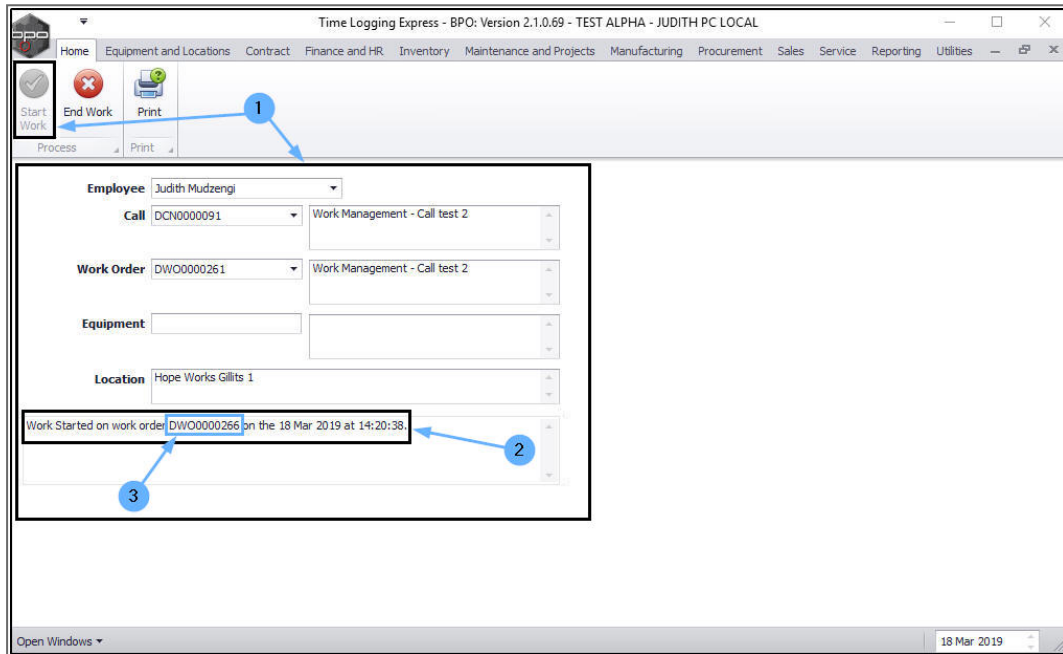 Time Logging Express - BPO: Version 2.1.0.69 - TEST ALPHA - JUDITH PC LOCAL
bpo
Home Equipment and Locations Contract Finance and HR Inventory Maintenance and Projects Manufacturing Procurement Sales Service Reporting Utilities
Start Work
End Work
Print
Process
Print
1
Employee Judith Mudzengi
Call DCN0000091 Work Management - Call test 2
Work Order DWO0000261 Work Management - Call test 2
Equipment
Location Hope Works Gillits 1
Work Started on work order DWO0000266 on the 18 Mar 2019 at 14:20:38.
2
3
Open Windows
18 Mar 2019